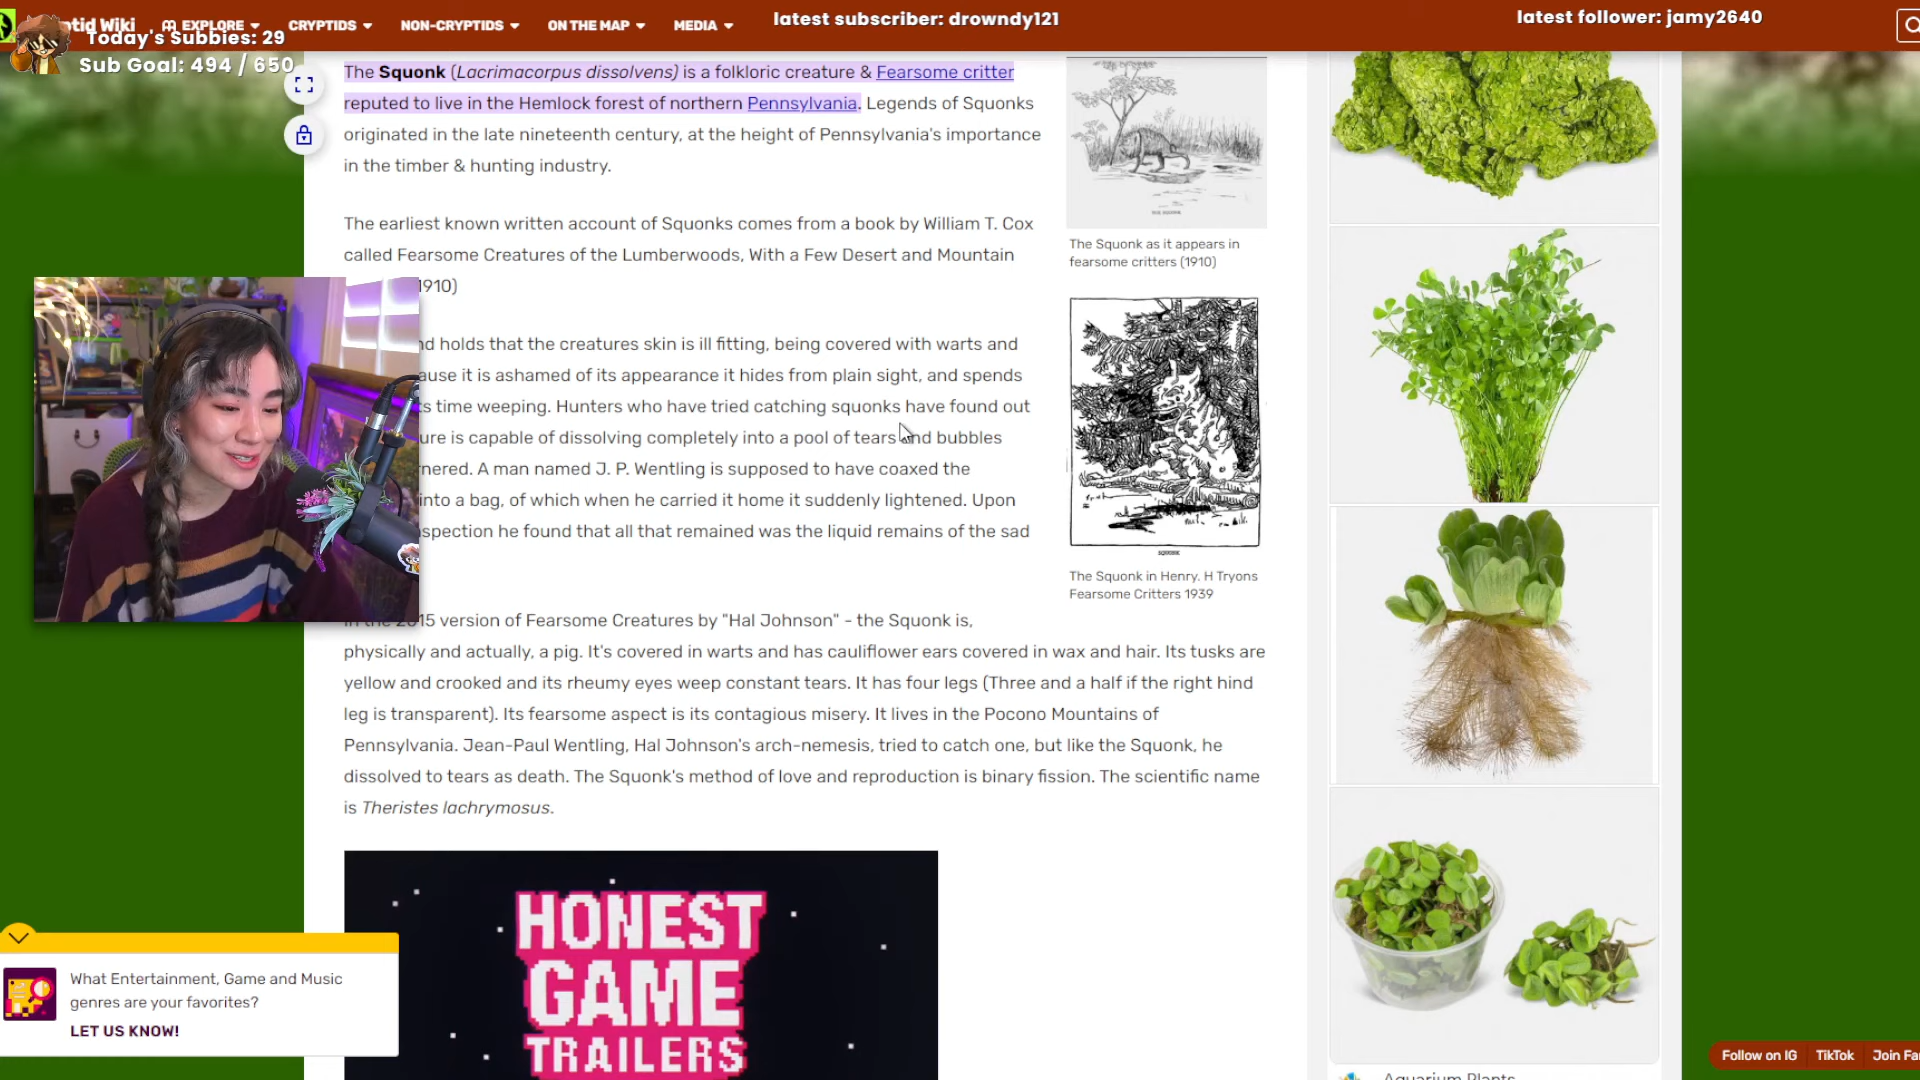 Wiki
EXPLORE
CRYPTIDS
NON-CRYPTIDS
ON THE MAP
MEDIA
latest subscriber: drowndy121
latest follower: jamy2640
Today's Subbies: 29
Sub Goal: 494 / 650
The Squonk (Lacrimacorpus dissolvens) is a folkloric creature & Fearsome critter
reputed to live in the Hemlock forest of northern Pennsylvania. Legends of Squonks
originated in the late nineteenth century, at the height of Pennsylvania's importance
in the timber & hunting industry.
The earliest known written account of Squonks comes from a book by William T. Cox
called Fearsome Creatures of the Lumberwoods, With a Few Desert and Mountain
1910)
holds that the creatures skin is ill fitting, being covered with warts and
it is ashamed of its appearance it hides from plain sight, and spends
time weeping. Hunters who have tried catching squonks have found out
is capable of dissolving completely into a pool of tears and bubbles
A man named J. P. Wentling is supposed to have coaxed the
into a bag, of which when he carried it home it suddenly lightened. Upon
he found that all that remained was the liquid remains of the sad
In the 2015 version of Fearsome Creatures by "Hal Johnson" - the Squonk is,
physically and actually, a pig. It's covered in warts and has cauliflower ears covered in wax and hair. Its tusks are
yellow and crooked and its rheumy eyes weep constant tears. It has four legs (Three and a half if the right hind
leg is transparent). Its fearsome aspect is its contagious misery. It lives in the Pocono Mountains of
Pennsylvania. Jean-Paul Wentling, Hal Johnson's arch-nemesis, tried to catch one, but like the Squonk, he
dissolved to tears as death. The Squonk's method of love and reproduction is binary fission. The scientific name
is Theristes lachrymosus.
THE SQUONK
The Squonk as it appears in
fearsome critters (1910)
SQUONK
The Squonk in Henry. H Tryons
Fearsome Critters 1939
HONEST
GAME
TRAILERS
What Entertainment, Game and Music
genres are your favorites?
LET US KNOW!
Follow on IG
TikTok
Join
Aquarium Plants